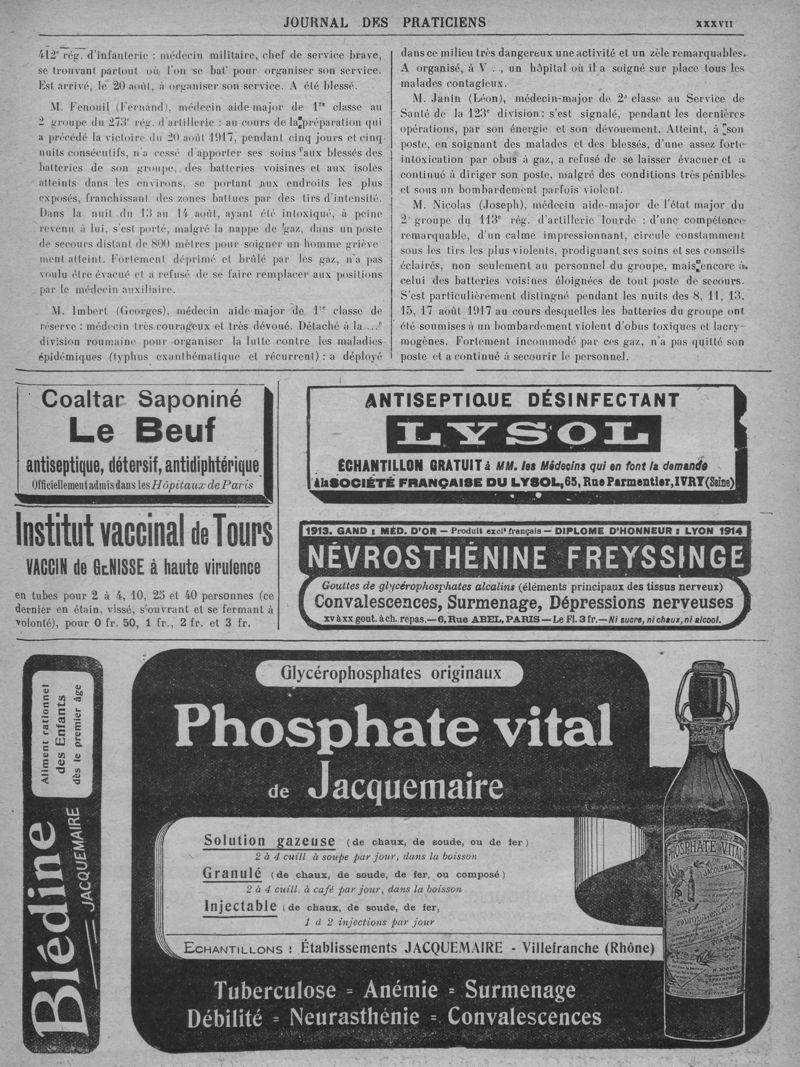 JOURNAL DES PRATICIENS
XXXVII
412e rég. d'infanterie : médecin militaire, chef de service brave,
se trouvant partout où l'on se bat pour organiser son service.
Est arrivé, le 20 août, à organiser son service. A été blessé.
M. Fenouil (Fernand), médecin aide-major de 1re classe au
2 groupe du 273e rég. d'artillerie : au cours de la préparation qui
a précédé la victoire du 20 août 1917, pendant cinq jours et cinq
nuits consécutifs, n'a cessé d'apporter ses soins aux blessés des
batteries de son groupe, des batteries voisines et aux isoles
atteints dans les environs, se portant aux endroits les plus
exposés, franchissant des zones battues par des tirs d'intensité.
Dans la nuit du 13 au 14 août, ayant été intoxiqué, à peine
revenu à lui, s'est porté, malgré la nappe de gaz, dans un poste
de secours distant de 800 mètres pour soigner un homme griève
ment atteint. Fortement déprimé et brûlé par les gaz, n'a pas
voulu être évacué et a refusé de se faire remplacer aux positions
par le médecin auxiliaire.
M. Imbert (Georges), médecin aide-major de 1re classe de
réserve : médecin très courageux et très dévoué. Détaché à la ...e
division roumaine pour organiser la lutte contre les maladies
épidémiques (typhus exanthématique et récurrent) : a déployé
dans ce milieu très dangereux une activité et un zèle remarquables.
A organisé, à V . , un hôpital où il a soigné sur place tous les
malades contagieux.
M. Janin (Léon), médecin-major de 2e classe au Service de
Santé de la 123e division : s'est signalé, pendant les dernières
opérations, par son énergie et son dévouement. Atteint, à son
poste, en soignant des malades et des blessés, d'une assez forte
intoxication par obus à gaz, a refusé de se laisser évacuer et a
continué à diriger son poste, malgré des conditions très pénibles
et sous un bombardement parfois violent.
M. Nicolas (Joseph), médecin aide-major de l'état major du
2 groupe du 113e rég. d'artillerie lourde : d'une compétence
remarquable, d'un calme impressionnant, circule constamment
sous les tirs les plus violents, prodiguant ses soins et ses conseils
éclairés, non seulement au personnel du groupe, mais encore à
celui des batteries voisines éloignées de tout poste de secours.
S'est particulièrement distingné pendant les nuits des 8, 11, 13,
15, 17 août 1917 au cours desquelles les batteries du groupe ont
été soumises à un bombardement violent d'obus toxiques et lacry-
mogènes. Fortement incommodé par ces gaz, n'a pas quitté son
poste et a continué à secourir le personnel.
Coaltar Saponiné
Le Beuf
antiseptique, détersif, antidiphtérique
Officiellement admis dans les Hôpitaux de Paris
Institut vaccinal de Tours
VACCIN de GÉNISSE à haute virulence
en tubes pour 2 à 4, 10, 25 et 40 personnes (ce
dernier en étain, vissé, s'ouvrant et se fermant à
volonté), pour 0 fr. 50, 1 fr., 2 fr. et 3 fr.
ANTISEPTIQUE DÉSINFECTANT
LYSOL
ÉCHANTILLON GRATUIT à MM. les Médecins qui en font la demande
à la SOCIÉTÉ FRANÇAISE DU LYSOL, 65, Rue Parmentier, IVRY (Seine)
1913. GAND : MÉD. D'OR — Produit exclt français — DIPLOME D'HONNEUR : LYON 1914
NÉVROSTHÉNINE FREYSSINGE
Gouttes de glycérophosphates alcalins (éléments principaux des tissus nerveux)
Convalescences, Surmenage, Dépressions nerveuses
XV à XX gout. à ch. repas. — 6, Rue ABEL, PARIS — Le Fl. 3 fr. — Ni sucre, ni chaux, ni alcool.
Blédine
JACQUEMAIRE
Aliment rationnel
des Enfants
dès le premier âge
Glycérophosphates originaux
Phosphate vital
de Jacquemaire
Solution gazeuse (de chaux, de soude, ou de fer)
2 à 4 cuill à soupe par jour, dans la boisson
Granulé (de chaux, de soude, de fer, ou composé)
2 à 4 cuill. à café par jour, dans la boisson
Injectable (de chaux, de soude, de fer,
1 à 2 injections par jour
ECHANTILLONS : Établissements JACQUEMAIRE - Villefranche (Rhône)
Tuberculose = Anémie = Surmenage
Débilité = Neurasthénie = Convalescences
PHOSPHATE VITAL
DE JACQUEMAIRE